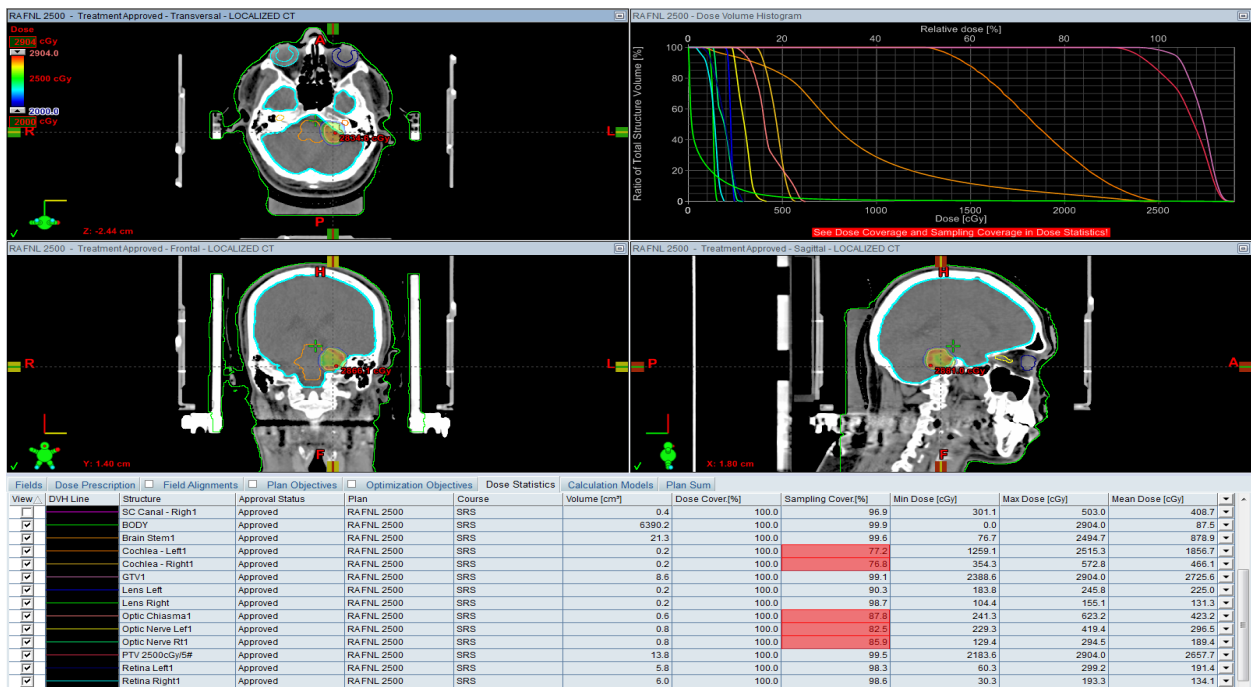 RAFNL 2500 - Treatment Approved - Transversal - LOCALIZED CT
Dose
2904 cGy
2904.0
2500 cGy
2000.0
2000 cGy
A
R
L
P
Z: -2.44 cm
RAFNL 2500 - Dose Volume Histogram
Relative dose [%]
0 20 40 60 80 100
Ratio of Total Structure Volume [%]
100
80
60
40
20
0
0 500 1000 1500 2000 2500
Dose [cGy]
See Dose Coverage and Sampling Coverage in Dose Statistics!
RAFNL 2500 - Treatment Approved - Frontal - LOCALIZED CT
H
R
L
F
Y: 1.40 cm
RAFNL 2500 - Treatment Approved - Sagittal - LOCALIZED CT
H
P
A
F
X: 1.80 cm
Fields Dose Prescription Field Alignments Plan Objectives Optimization Objectives Dose Statistics Calculation Models Plan Sum
View DVH Line Structure Approval Status Plan Course Volume [cm³] Dose Cover.[%] Sampling Cover.[%] Min Dose [cGy] Max Dose [cGy] Mean Dose [cGy]
SC Canal - Righ1 Approved RAFNL 2500 SRS 0.4 100.0 96.9 301.1 503.0 408.7
BODY Approved RAFNL 2500 SRS 6390.2 100.0 99.9 0.0 2904.0 87.5
Brain Stem1 Approved RAFNL 2500 SRS 21.3 100.0 99.6 76.7 2494.7 878.9
Cochlea - Left1 Approved RAFNL 2500 SRS 0.2 100.0 77.2 1259.1 2515.3 1856.7
Cochlea - Right1 Approved RAFNL 2500 SRS 0.2 100.0 76.8 354.3 572.8 466.1
GTV1 Approved RAFNL 2500 SRS 8.6 100.0 99.1 2388.6 2904.0 2725.6
Lens Left Approved RAFNL 2500 SRS 0.2 100.0 90.3 183.8 245.8 225.0
Lens Right Approved RAFNL 2500 SRS 0.2 100.0 98.7 104.4 155.1 131.3
Optic Chiasma1 Approved RAFNL 2500 SRS 0.6 100.0 87.8 241.3 623.2 423.2
Optic Nerve Lef1 Approved RAFNL 2500 SRS 0.8 100.0 82.5 229.3 419.4 296.5
Optic Nerve Rt1 Approved RAFNL 2500 SRS 0.8 100.0 85.9 129.4 294.5 189.4
PTV 2500cGy/5# Approved RAFNL 2500 SRS 13.8 100.0 99.5 2183.6 2904.0 2657.7
Retina Left1 Approved RAFNL 2500 SRS 5.8 100.0 98.3 60.3 299.2 191.4
Retina Right1 Approved RAFNL 2500 SRS 6.0 100.0 98.6 30.3 193.3 134.1